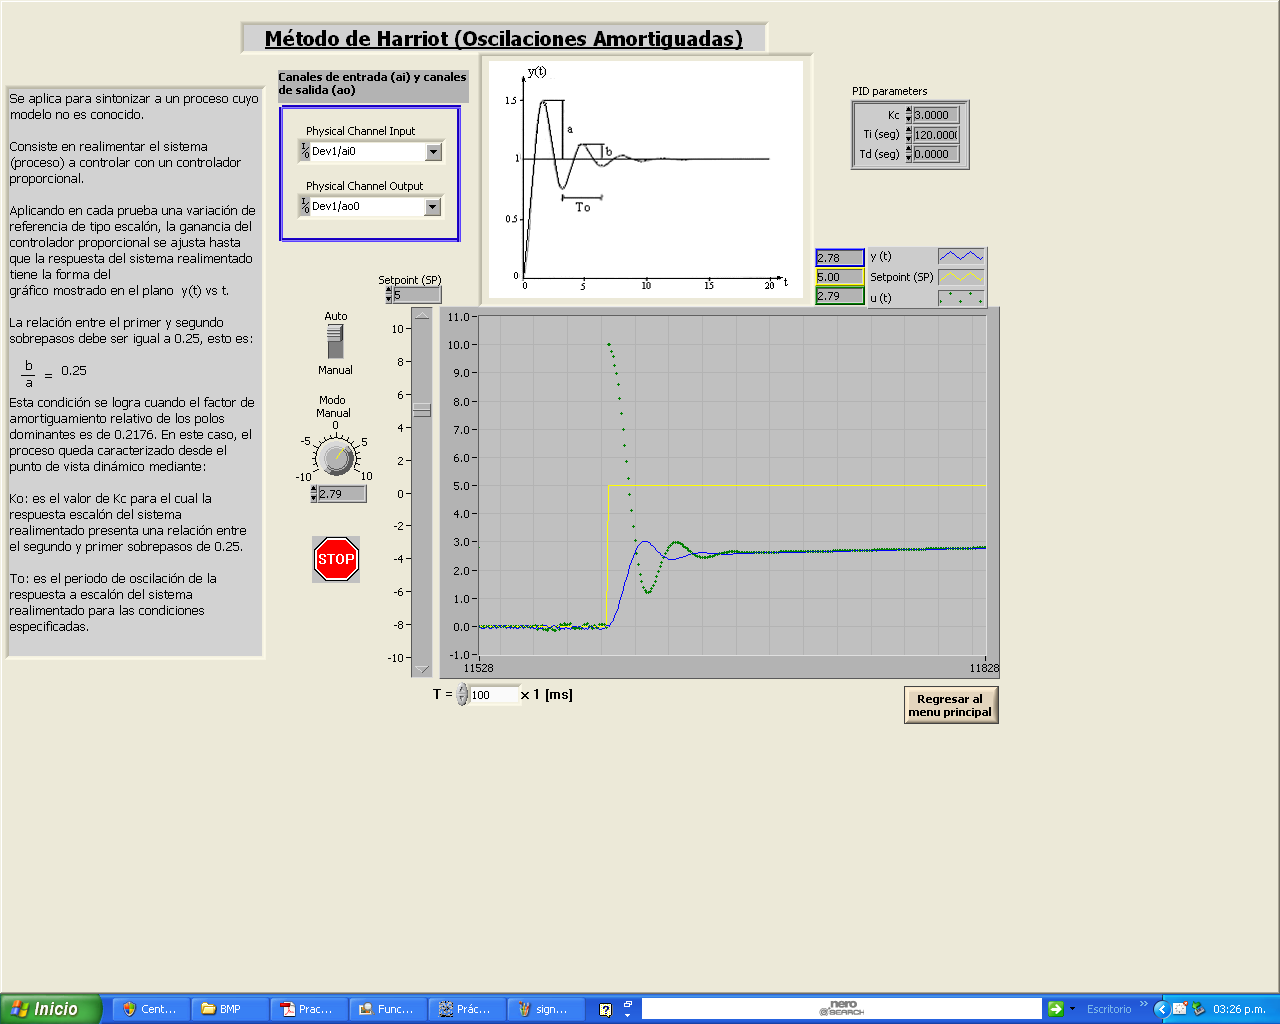 Método de Harriot (Oscilaciones Amortiguadas)
Se aplica para sintonizar a un proceso cuyo
modelo no es conocido.
Consiste en realimentar el sistema
(proceso) a controlar con un controlador
proporcional.
Aplicando en cada prueba una variación de
referencia de tipo escalón, la ganancia del
controlador proporcional se ajusta hasta
que la respuesta del sistema realimentado
tiene la forma del
gráfico mostrado en el plano y(t) vs t.
La relación entre el primer y segundo
sobrepasos debe ser igual a 0.25, esto es:
b
a
= 0.25
Esta condición se logra cuando el factor de
amortiguamiento relativo de los polos
dominantes es de 0.2176. En este caso, el
proceso queda caracterizado desde el
punto de vista dinámico mediante:
Ko: es el valor de Kc para el cual la
respuesta escalón del sistema
realimentado presenta una relación entre
el segundo y primer sobrepasos de 0.25.
To: es el periodo de oscilación de la
respuesta a escalón del sistema
realimentado para las condiciones
especificadas.
Canales de entrada (ai) y canales
de salida (ao)
Physical Channel Input
I/0 Dev1/ai0
Physical Channel Output
I/0 Dev1/ao0
y(t)
1.5
a
b
1
To
0.5
0
0 5 10 15 20 t
PID parameters
Kc 3.0000
Ti (seg) 120.000
Td (seg) 0.0000
2.78 y (t)
5.00 Setpoint (SP)
2.79 u (t)
Setpoint (SP)
5
Auto
Manual
Modo
Manual
0
-5 5
-10 10
2.79
STOP
10
8
6
4
2
0
-2
-4
-6
-8
-10
11.0
10.0
9.0
8.0
7.0
6.0
5.0
4.0
3.0
2.0
1.0
0.0
-1.0
11528 11828
T = 100 x 1 [ms]
Regresar al
menu principal
Inicio Cent... BMP Prac... Func... Prác... sign... ? nero SEARCH Escritorio » 03:26 p.m.